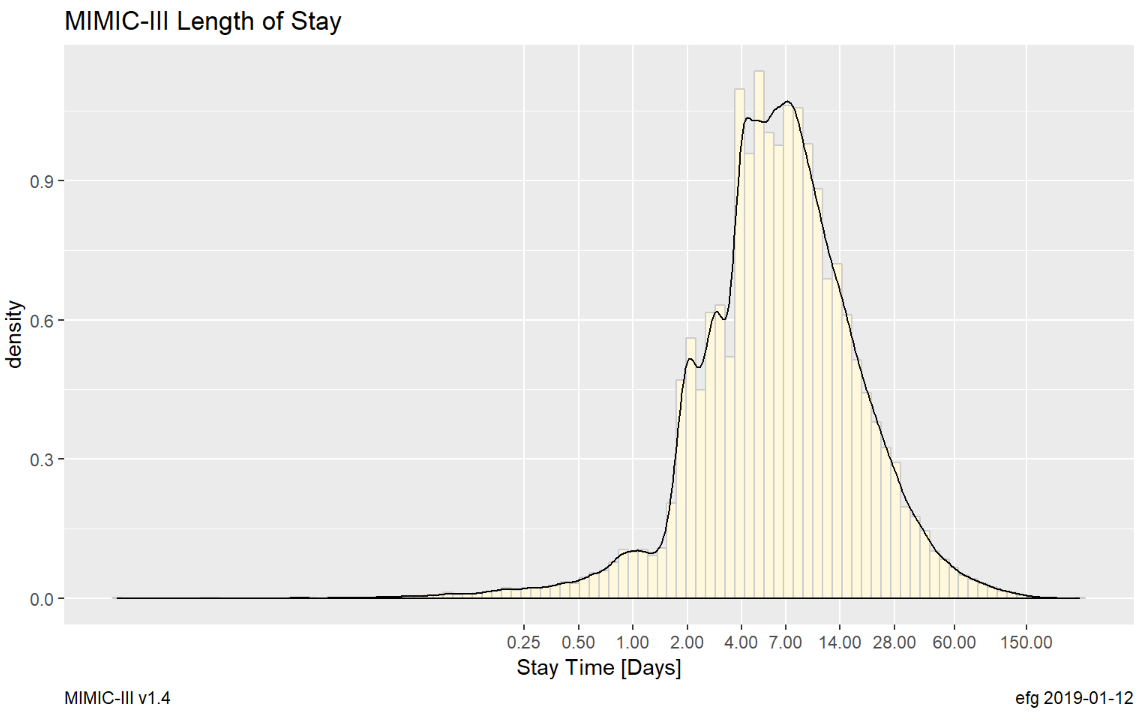 MIMIC-III Length of Stay
0.9
0.6
0.3
0.0
density
0.25 0.50 1.00 2.00 4.00 7.00 14.00 28.00 60.00 150.00
Stay Time [Days]
MIMIC-III v1.4
efg 2019-01-12